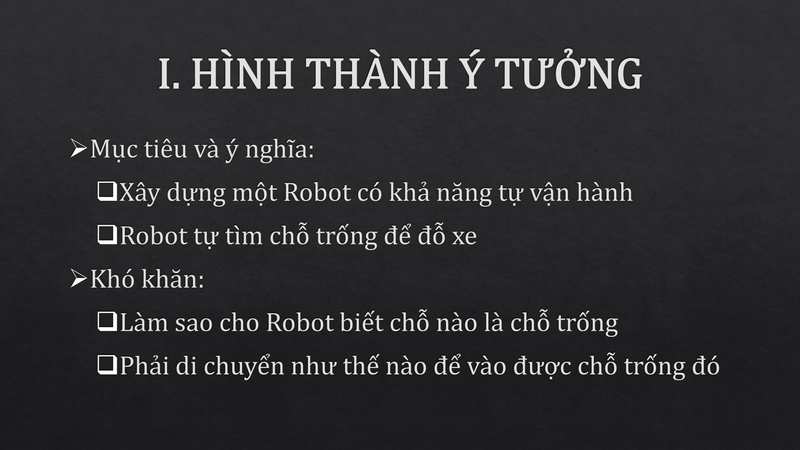 I. HÌNH THÀNH Ý TƯỞNG
➢Mục tiêu và ý nghĩa:
❑Xây dựng một Robot có khả năng tự vận hành
❑Robot tự tìm chỗ trống để đỗ xe
➢Khó khăn:
❑Làm sao cho Robot biết chỗ nào là chỗ trống
❑Phải di chuyển như thế nào để vào được chỗ trống đó